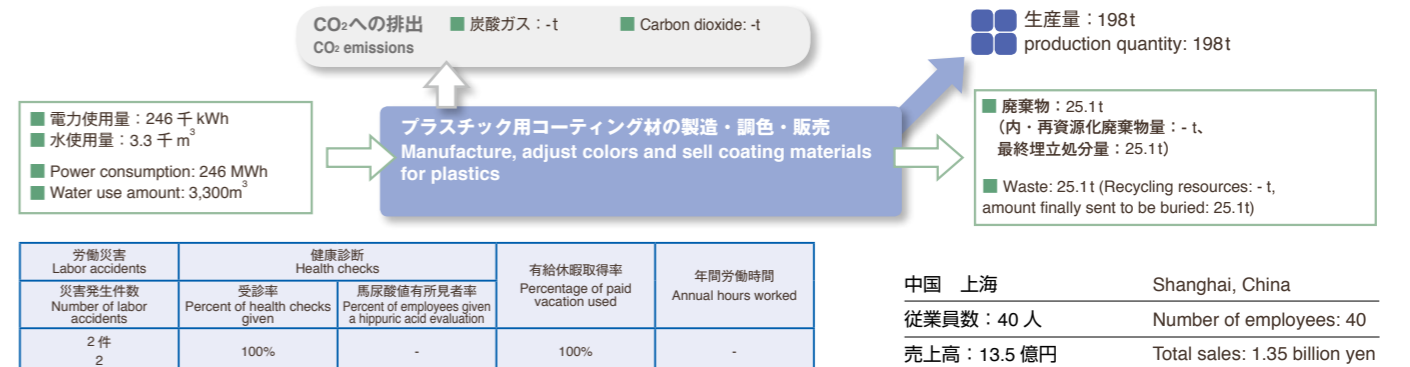 CO2への排出
CO2 emissions
■ 炭酸ガス：-t
■ Carbon dioxide: -t
生産量：198t
production quantity: 198t
■ 電力使用量：246 千 kWh
■ 水使用量：3.3 千 m3
■ Power consumption: 246 MWh
■ Water use amount: 3,300m3
プラスチック用コーティング材の製造・調色・販売
Manufacture, adjust colors and sell coating materials
for plastics
■ 廃棄物：25.1t
（内・再資源化廃棄物量：- t、
最終埋立処分量：25.1t）
■ Waste: 25.1t (Recycling resources: - t,
amount finally sent to be buried: 25.1t)
労働災害
Labor accidents
健康診断
Health checks
有給休暇取得率
Percentage of paid
vacation used
年間労働時間
Annual hours worked
災害発生件数
Number of labor
accidents
受診率
Percent of health checks
given
馬尿酸値有所見者率
Percent of employees given
a hippuric acid evaluation
2 件
2
100%
-
100%
-
中国　上海
Shanghai, China
従業員数：40 人
Number of employees: 40
売上高：13.5 億円
Total sales: 1.35 billion yen